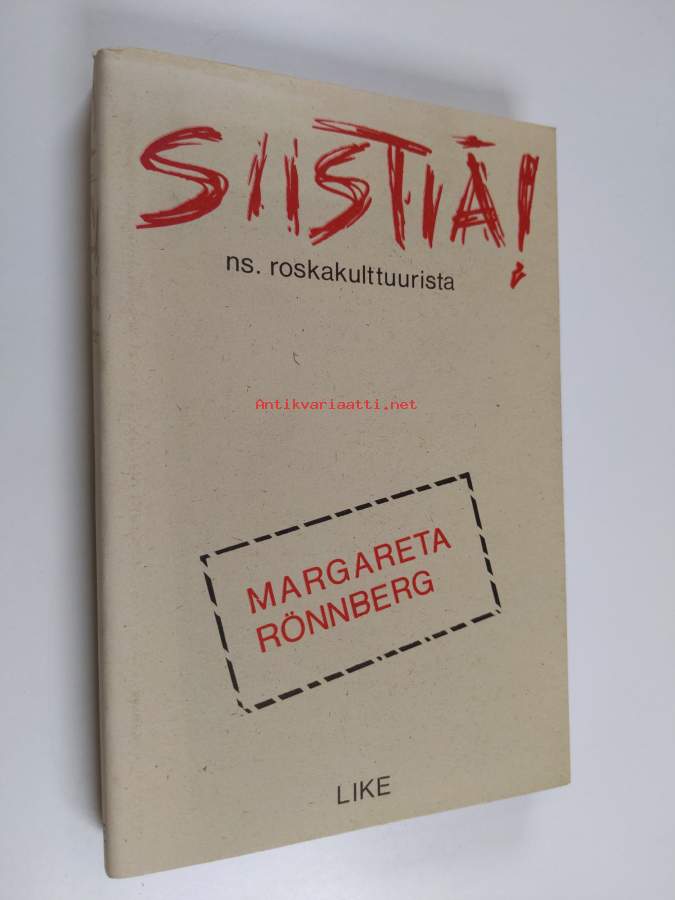 SIISTIÄ!
ns. roskakulttuurista
Antikvariaatti.net
MARGARETA
RÖNNBERG
LIKE